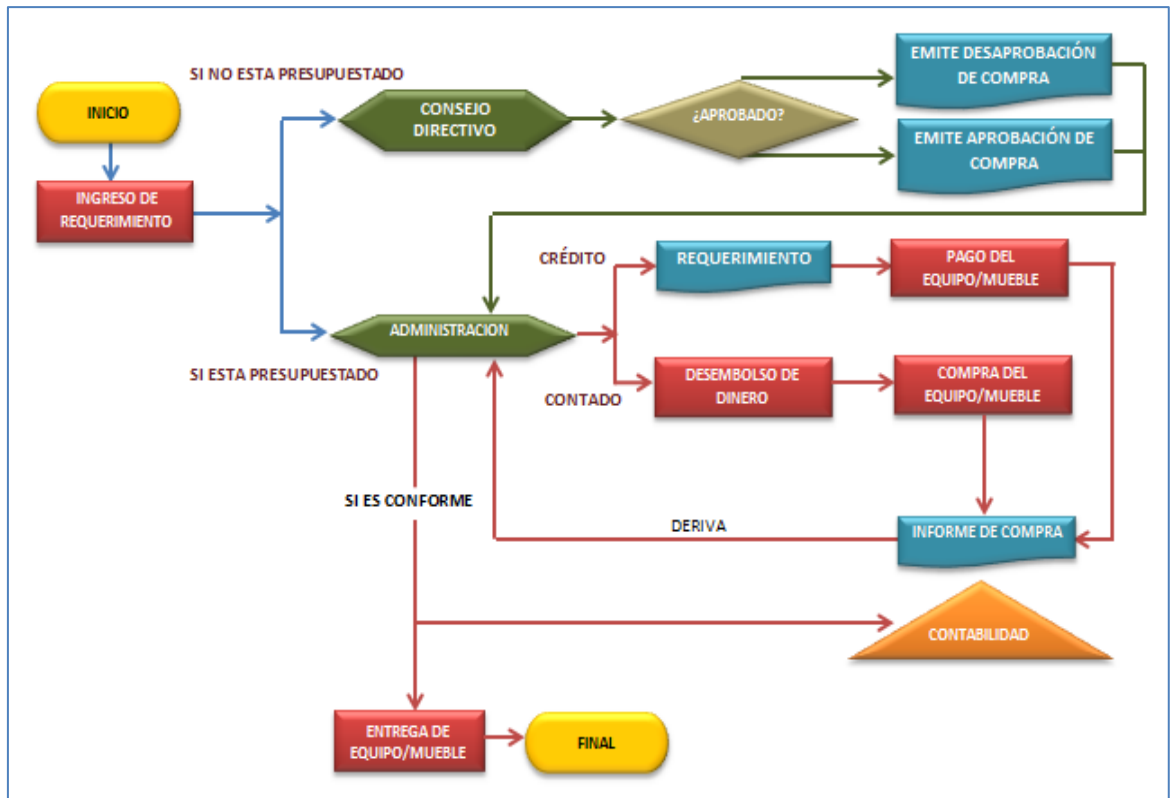 SI NO ESTA PRESUPUESTADO
INICIO
CONSEJO
DIRECTIVO
¿APROBADO?
EMITE DESAPROBACIÓN
DE COMPRA
EMITE APROBACIÓN DE
COMPRA
INGRESO DE
REQUERIMIENTO
CRÉDITO
REQUERIMIENTO
PAGO DEL
EQUIPO/MUEBLE
ADMINISTRACION
SI ESTA PRESUPUESTADO
CONTADO
DESEMBOLSO DE
DINERO
COMPRA DEL
EQUIPO/MUEBLE
SI ES CONFORME
DERIVA
INFORME DE COMPRA
CONTABILIDAD
ENTREGA DE
EQUIPO/MUEBLE
FINAL